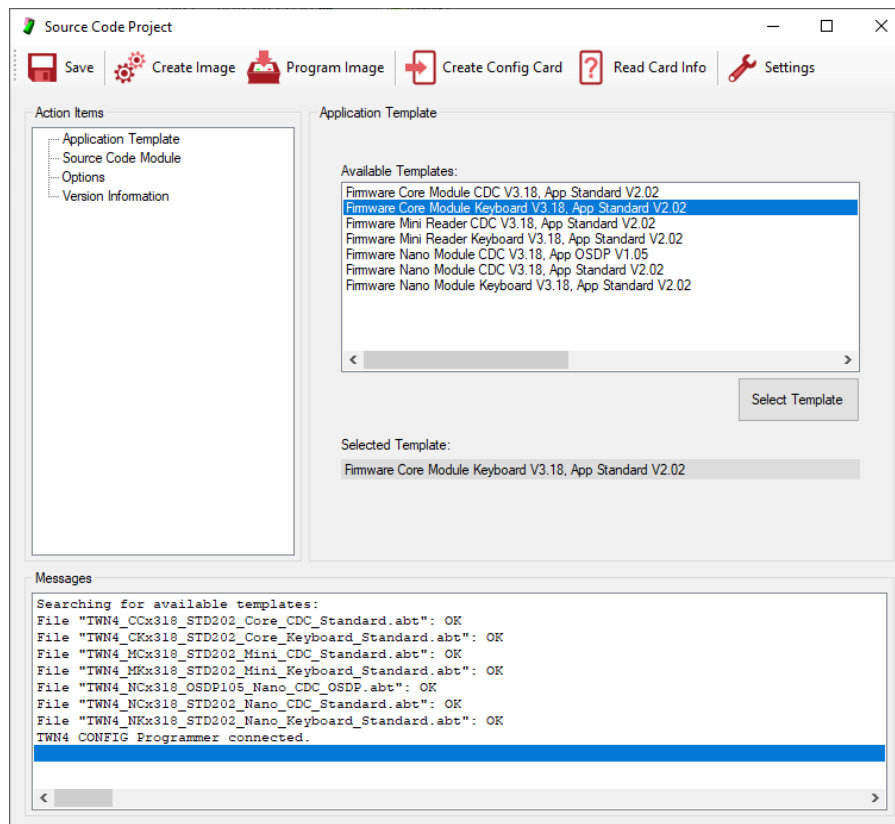 Source Code Project
Save
Create Image
Program Image
Create Config Card
Read Card Info
Settings
Action Items
Application Template
Source Code Module
Options
Version Information
Application Template
Available Templates:
Firmware Core Module CDC V3.18, App Standard V2.02
Firmware Core Module Keyboard V3.18, App Standard V2.02
Firmware Mini Reader CDC V3.18, App Standard V2.02
Firmware Mini Reader Keyboard V3.18, App Standard V2.02
Firmware Nano Module CDC V3.18, App OSDP V1.05
Firmware Nano Module CDC V3.18, App Standard V2.02
Firmware Nano Module Keyboard V3.18, App Standard V2.02
Select Template
Selected Template:
Firmware Core Module Keyboard V3.18, App Standard V2.02
Messages
Searching for available templates:
File "TWN4_CCx318_STD202_Core_CDC_Standard.abt": OK
File "TWN4_CKx318_STD202_Core_Keyboard_Standard.abt": OK
File "TWN4_MCx318_STD202_Mini_CDC_Standard.abt": OK
File "TWN4_MKx318_STD202_Mini_Keyboard_Standard.abt": OK
File "TWN4_NCx318_OSDP105_Nano_CDC_OSDP.abt": OK
File "TWN4_NCx318_STD202_Nano_CDC_Standard.abt": OK
File "TWN4_NKx318_STD202_Nano_Keyboard_Standard.abt": OK
TWN4 CONFIG Programmer connected.